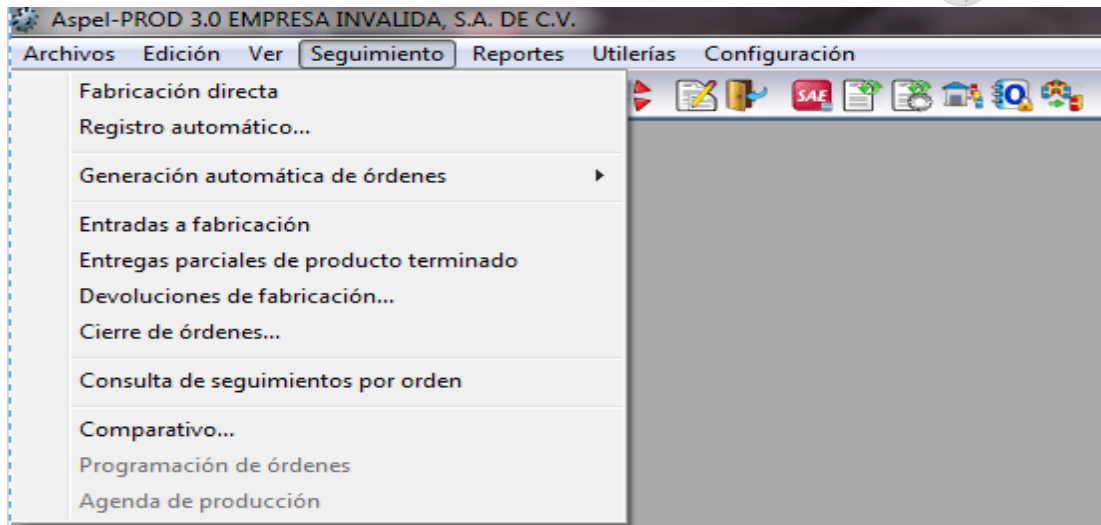 Aspel-PROD 3.0 EMPRESA INVALIDA, S.A. DE C.V.
Archivos Edición Ver Seguimiento Reportes Utilerías Configuración
SAE
Fabricación directa
Registro automático...
Generación automática de órdenes
Entradas a fabricación
Entregas parciales de producto terminado
Devoluciones de fabricación...
Cierre de órdenes...
Consulta de seguimientos por orden
Comparativo...
Programación de órdenes
Agenda de producción